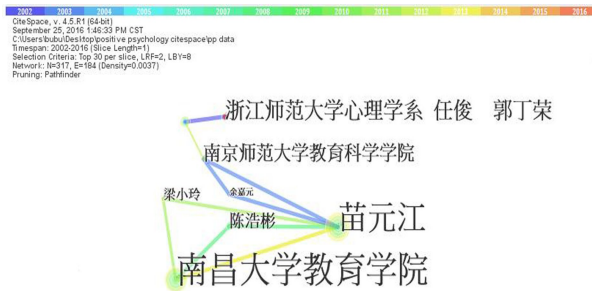 2002 2003 2004 2005 2006 2007 2008 2009 2010 2011 2012 2013 2014 2015 2016
CiteSpace, v. 4.5.R1 (64-bit)
September 25, 2016 1:46:33 PM CST
C:\Users\bubu\Desktop\positive psychology citespace\pp data
Timespan: 2002-2016 (Slice Length=1)
Selection Criteria: Top 30 per slice, LRF=2, LBY=8
Network: N=317, E=184 (Density=0.0037)
Pruning: Pathfinder
浙江师范大学心理学系 任俊 郭丁荣
南京师范大学教育科学学院
梁小玲
余嘉元
陈浩彬
苗元江
南昌大学教育学院